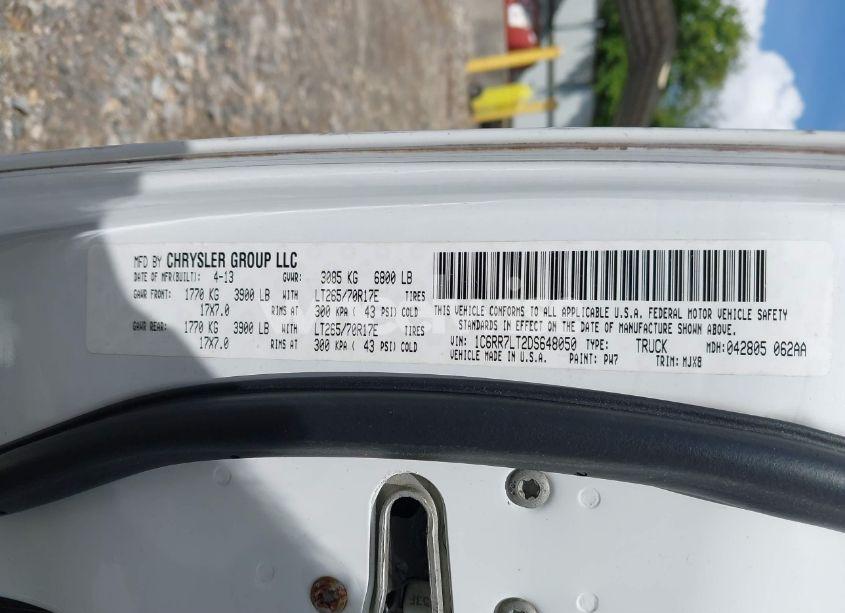 MFD BY CHRYSLER GROUP LLC
DATE OF MFR(BUILT): 4-13 GVWR: 3085 KG 6800 LB
GAWR FRONT: 1770 KG 3900 LB WITH LT265/70R17E TIRES
17X7.0 RIMS AT 300 KPA ( 43 PSI) COLD
GAWR REAR: 1770 KG 3900 LB WITH LT265/70R17E TIRES
17X7.0 RIMS AT 300 KPA ( 43 PSI) COLD
THIS VEHICLE CONFORMS TO ALL APPLICABLE U.S.A. FEDERAL MOTOR VEHICLE SAFETY
STANDARDS IN EFFECT ON THE DATE OF MANUFACTURE SHOWN ABOVE.
VIN: 1C6RR7LT2DS648050 TYPE: TRUCK MDH: 042805 062AA
VEHICLE MADE IN U.S.A. PAINT: PW7 TRIM: MJX8